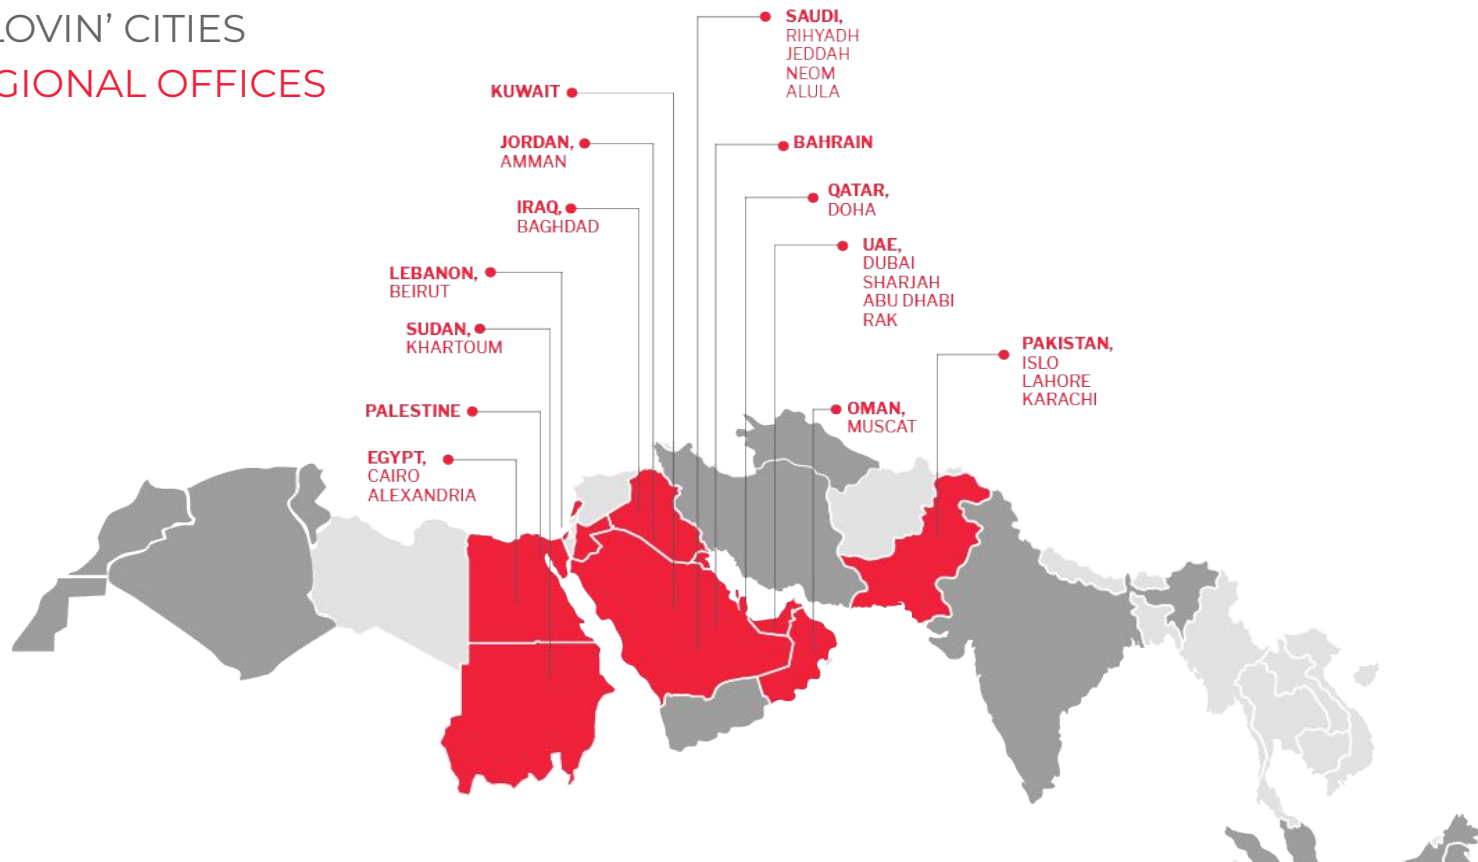 LOVIN' CITIES
GIONAL OFFICES
SAUDI,
RIHYADH
JEDDAH
NEOM
ALULA
KUWAIT
JORDAN,
AMMAN
BAHRAIN
IRAQ,
BAGHDAD
QATAR,
DOHA
UAE,
DUBAI
SHARJAH
ABU DHABI
RAK
LEBANON,
BEIRUT
SUDAN,
KHARTOUM
PAKISTAN,
ISLO
LAHORE
KARACHI
PALESTINE
OMAN,
MUSCAT
EGYPT,
CAIRO
ALEXANDRIA